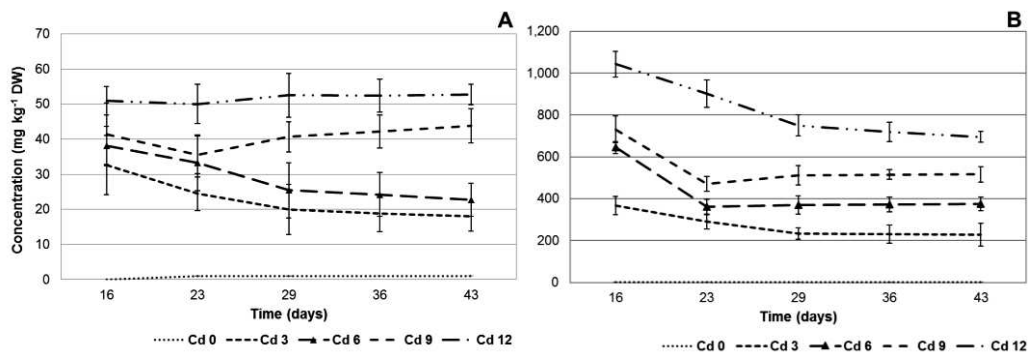 A
Concentration (mg kg⁻¹ DW)
70
60
50
40
30
20
10
0
16 23 29 36 43
Time (days)
Cd 0 Cd 3 Cd 6 Cd 9 Cd 12
B
1,200
1,000
800
600
400
200
0
16 23 29 36 43
Time (days)
Cd 0 Cd 3 Cd 6 Cd 9 Cd 12